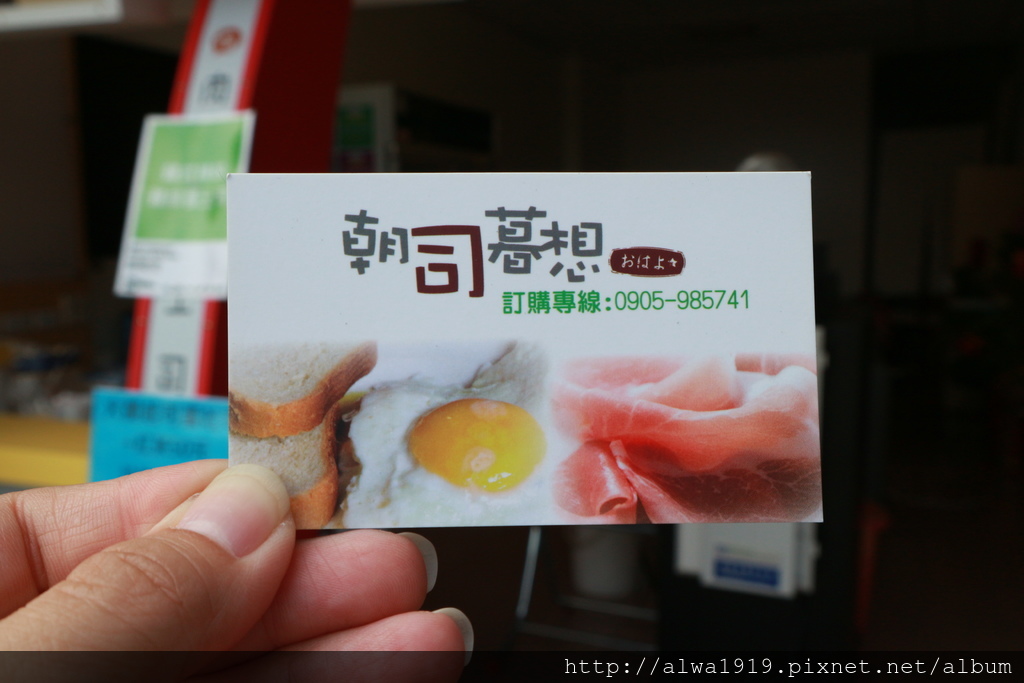 朝司暮想 おはよう
訂購專線:0905-985741
http://alwa1919.pixnet.net/album